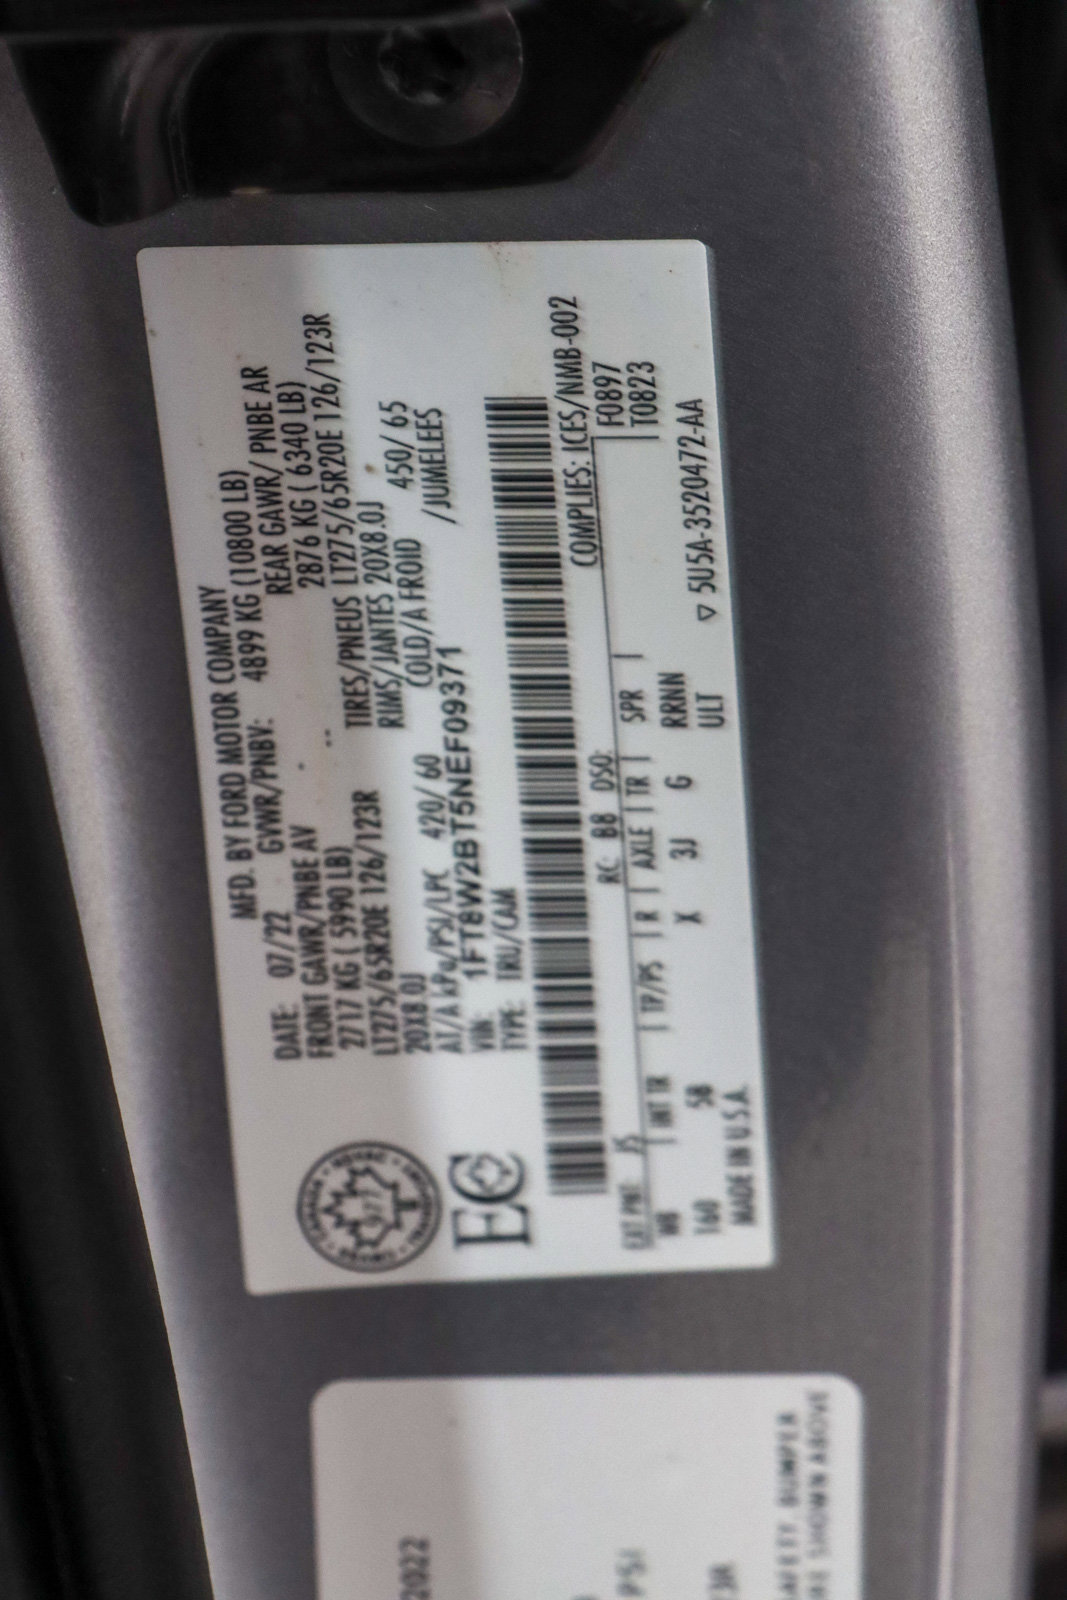 MFD. BY FORD MOTOR COMPANY
DATE: 07/22 GVWR/PNBV: 4899 KG (10800 LB)
FRONT GAWR/PNBE AV REAR GAWR/ PNBE AR
2717 KG ( 5990 LB) 2876 KG ( 6340 LB)
LT275/65R20E 126/123R TIRES/PNEUS LT275/65R20E 126/123R
20X8.0J RIMS/JANTES 20X8.0J
AT/A kPa/PSI/LPC 420/ 60 COLD/A FROID 450/ 65
VIN: 1FT8W2BT5NEF09371 /JUMELEES
TYPE: TRU/CAM
CANADA
977
EC
COMPLIES: ICES/NMB-002
EXT PNT: JS RC: B8 DSO: F0897
WB INT TR TP/PS R AXLE TR SPR T0823
160 5B X 3J G RRNN
MADE IN U.S.A. ULT ▽ 5U5A-3520472-AA
2022
PSI
SAFETY, BUMPER
SHOWN ABOVE